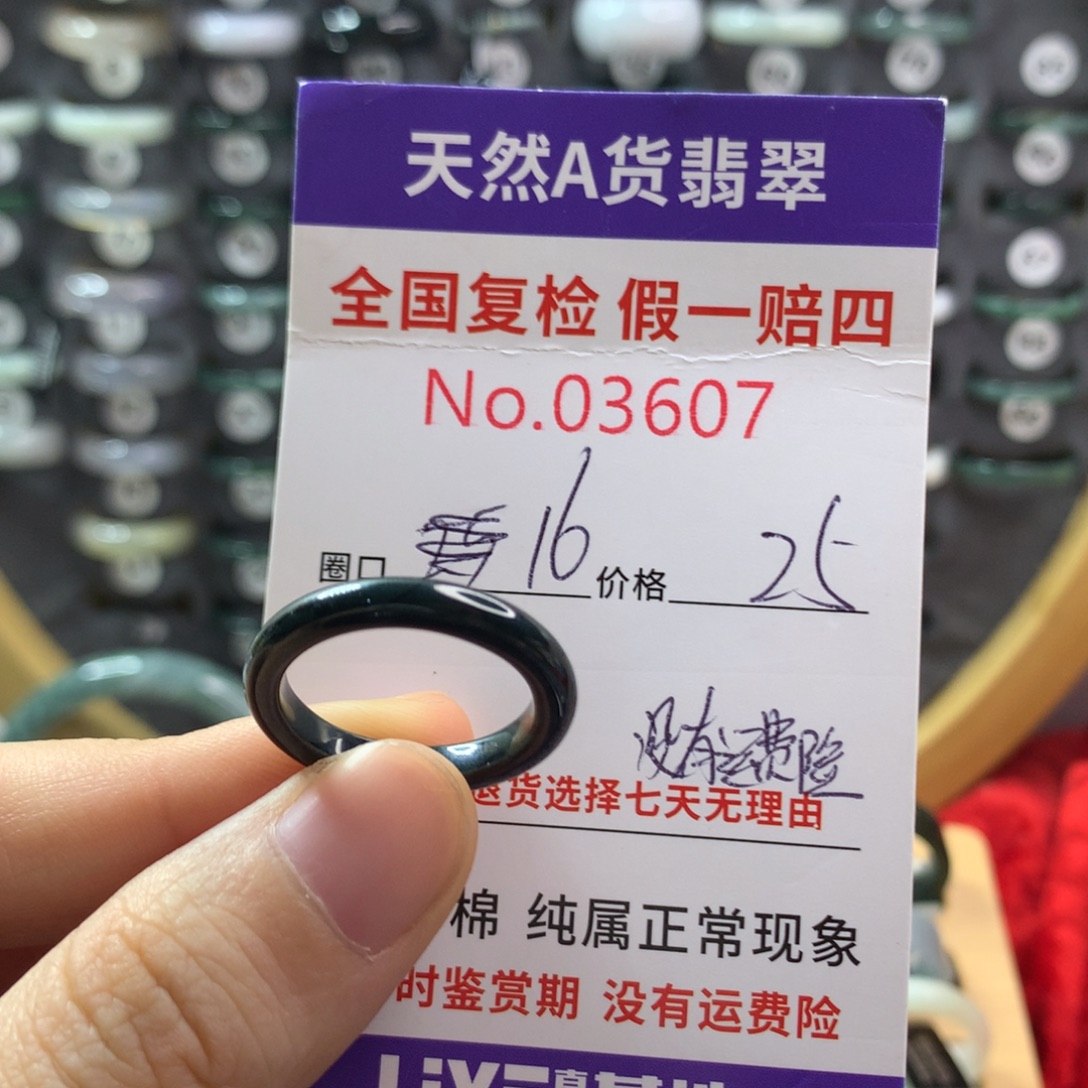 天然A货翡翠
全国复检 假一赔四
No.03607
圈口 16 价格 25
没有运费险
退货选择七天无理由
棉 纯属正常现象
时鉴赏期 没有运费险